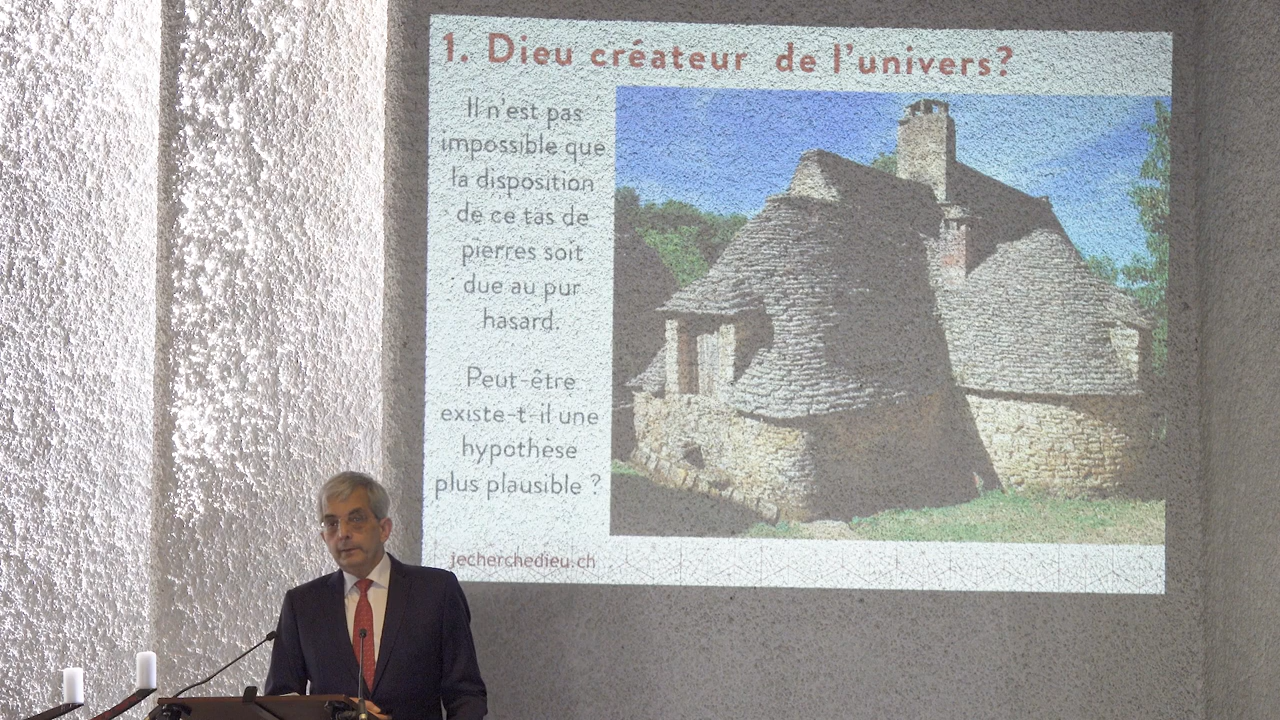 1. Dieu créateur de l'univers?
Il n'est pas
impossible que
la disposition
de ce tas de
pierres soit
due au pur
hasard.
Peut-être
existe-t-il une
hypothèse
plus plausible ?
jecherchedieu.ch